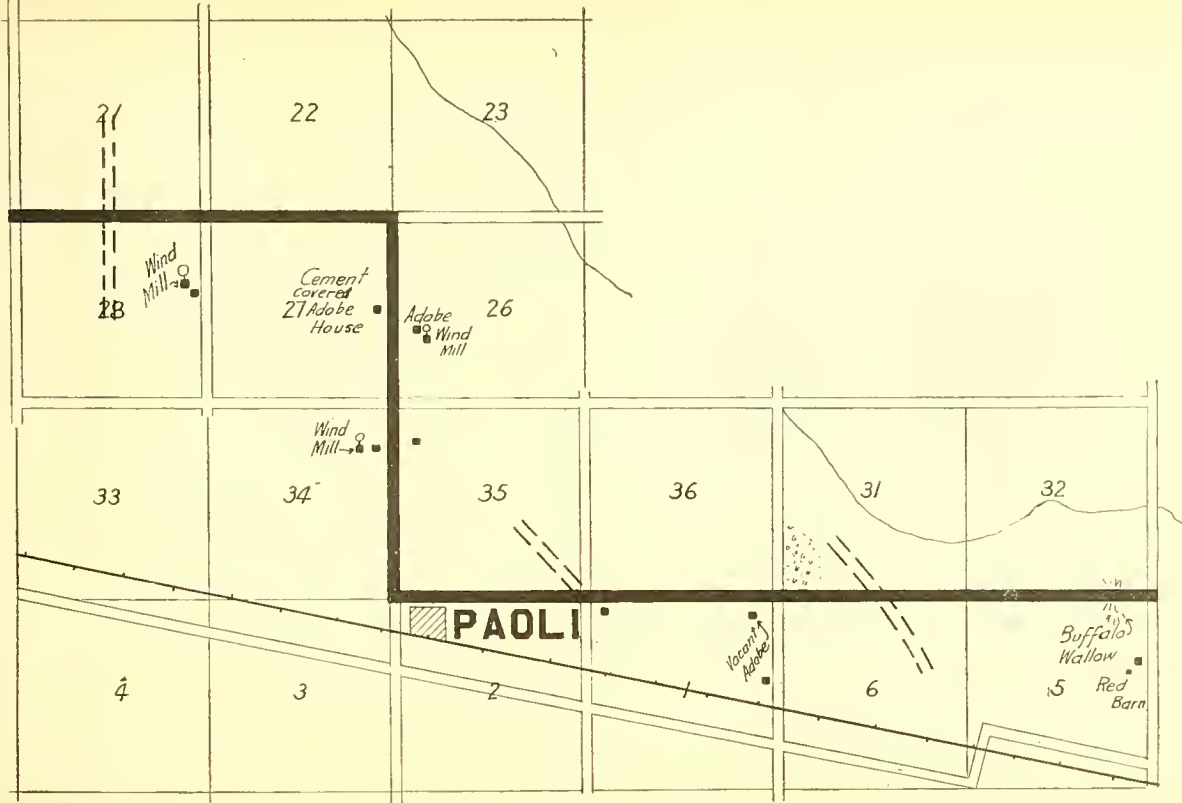 21
22
23
Wind
Mill
28
Cement
covered
27 Adobe
House
Adobe
Wind
Mill
26
Wind
Mill
33
34
35
36
31
32
PAOLI
Vacant
Adobe
Buffalo
Wallow
Red
Barn
4
3
2
1
6
5